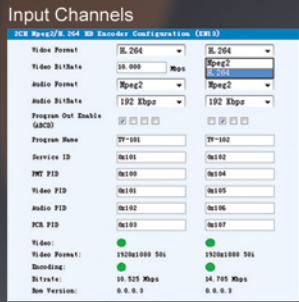 Input Channels
2CH Mpeg2/H.264 HD Encoder Configuration (EN13)
Video Format H.264 H.264
Mpeg2
H.264
Video BitRate 10.000 Mbps
Audio Format Mpeg2 Mpeg2
Audio BitRate 192 Kbps 192 Kbps
Program Out Enable
(ABCD)
Program Name TV-101 TV-102
Service ID 0x101 0x102
PMT PID 0x100 0x104
Video PID 0x101 0x105
Audio PID 0x102 0x106
PCR PID 0x103 0x107
Video:
Video Format: 1920x1080 50i 1920x1080 50i
Encoding:
Bitrate: 10.525 Mbps 14.705 Mbps
Rom Version: 0.0.0.3 0.0.0.3